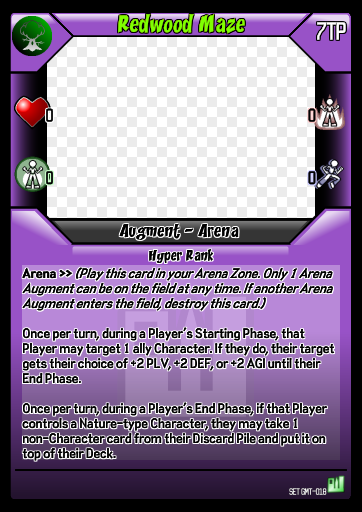 Redwood Maze
7TP
0
0
0
0
Augment - Arena
Hyper Rank
Arena >> (Play this card in your Arena Zone. Only 1 Arena
Augment can be on the field at any time. If another Arena
Augment enters the field, destroy this card.)
Once per turn, during a Player's Starting Phase, that
Player may target 1 ally Character. If they do, their target
gets their choice of +2 PLV, +2 DEF, or +2 AGI until their
End Phase.
Once per turn, during a Player's End Phase, if that Player
controls a Nature-type Character, they may take 1
non-Character card from their Discard Pile and put it on
top of their Deck.
SET GMT-018